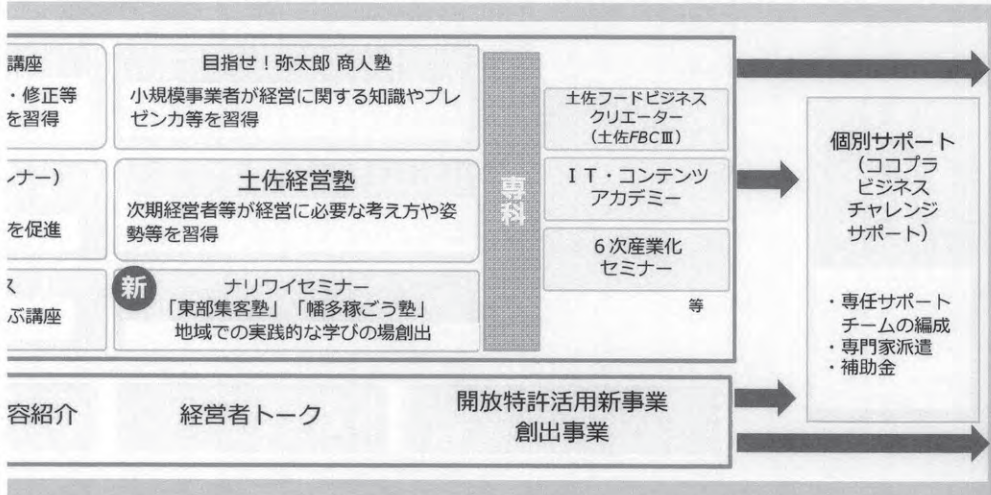 講座
・修正等
を習得
ンナー）
を促進
ス
ぶ講座
目指せ！弥太郎 商人塾
小規模事業者が経営に関する知識やプレ
ゼン力等を習得
土佐経営塾
次期経営者等が経営に必要な考え方や姿
勢等を習得
新
ナリワイセミナー
「東部集客塾」「幡多稼ごう塾」
地域での実践的な学びの場創出
専科
土佐フードビジネス
クリエーター
（土佐FBCⅢ）
ＩＴ・コンテンツ
アカデミー
６次産業化
セミナー
等
個別サポート
（ココプラ
ビジネス
チャレンジ
サポート）
・専任サポート
チームの編成
・専門家派遣
・補助金
容紹介
経営者トーク
開放特許活用新事業
創出事業